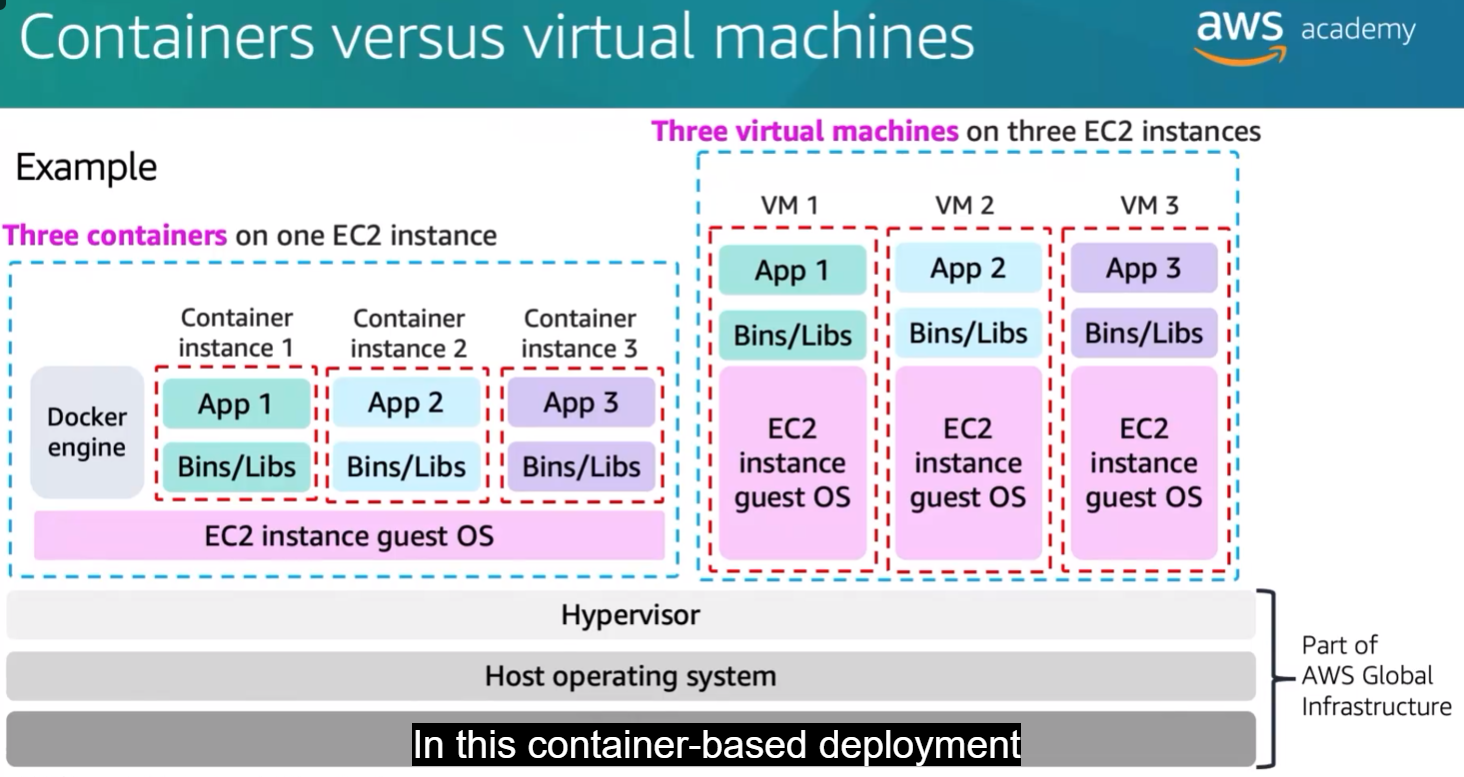 Containers versus virtual machines
aws academy
Example
Three containers on one EC2 instance
Container
instance 1
Container
instance 2
Container
instance 3
Docker
engine
App 1
App 2
App 3
Bins/Libs
Bins/Libs
Bins/Libs
EC2 instance guest OS
Three virtual machines on three EC2 instances
VM 1
VM 2
VM 3
App 1
App 2
App 3
Bins/Libs
Bins/Libs
Bins/Libs
EC2
instance
guest OS
EC2
instance
guest OS
EC2
instance
guest OS
Hypervisor
Host operating system
Part of
AWS Global
Infrastructure
In this container-based deployment